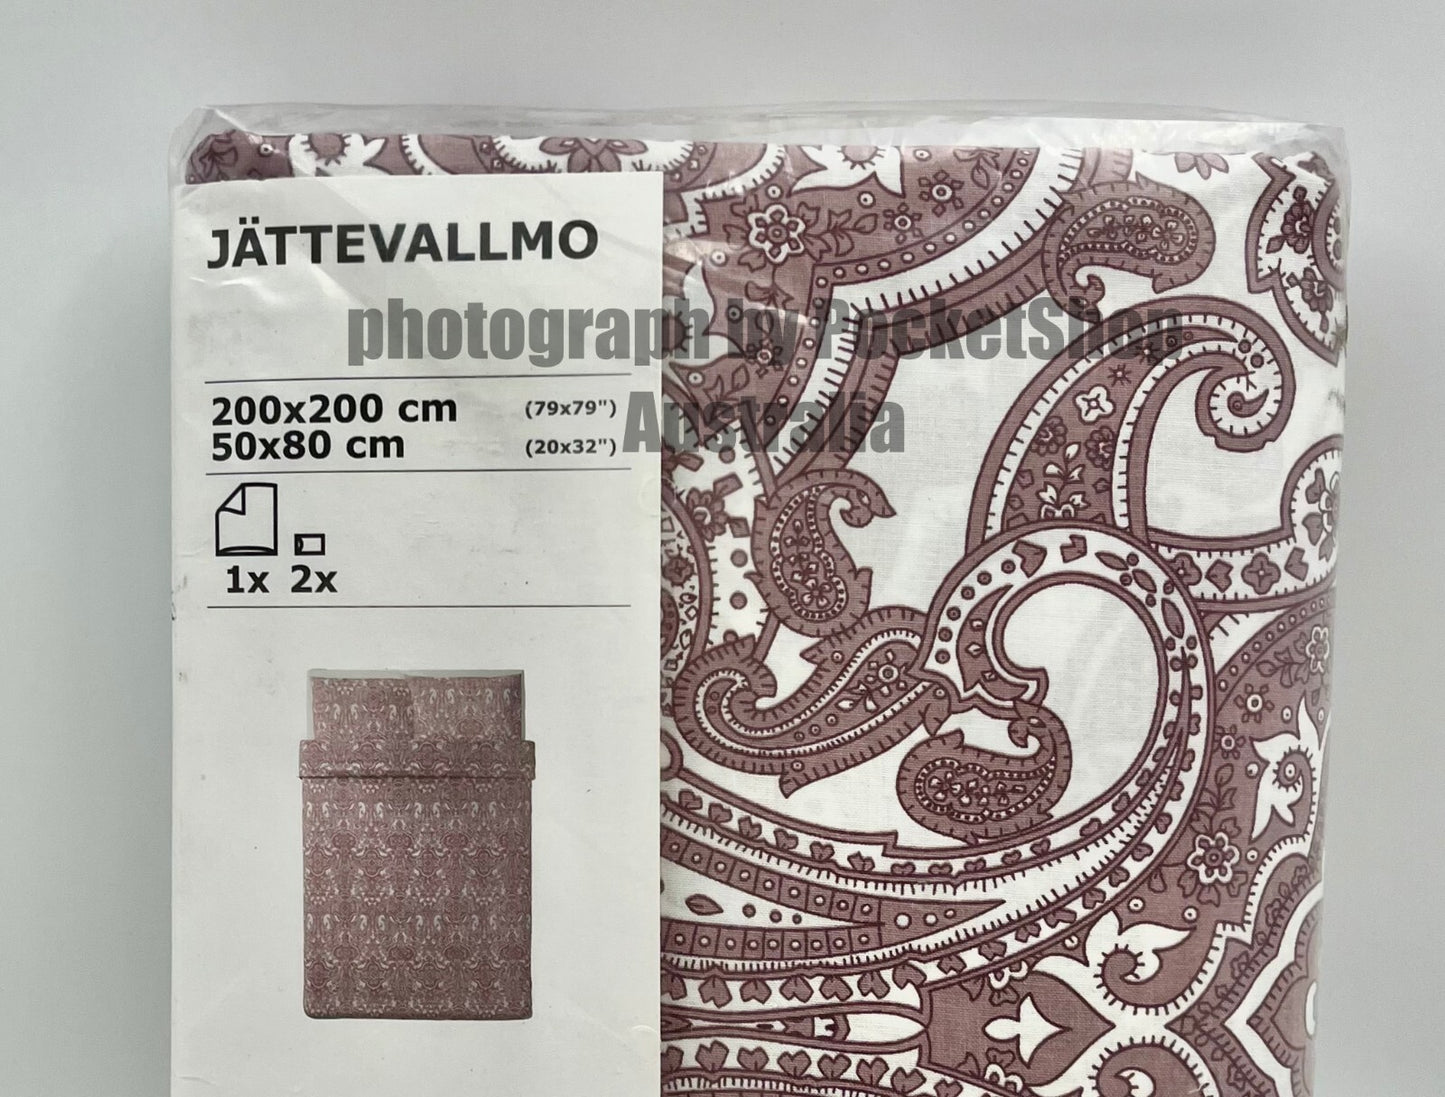 JÄTTEVALLMO
photograph by PocketShop
Australia
200x200 cm (79x79")
50x80 cm (20x32")
1x 2x